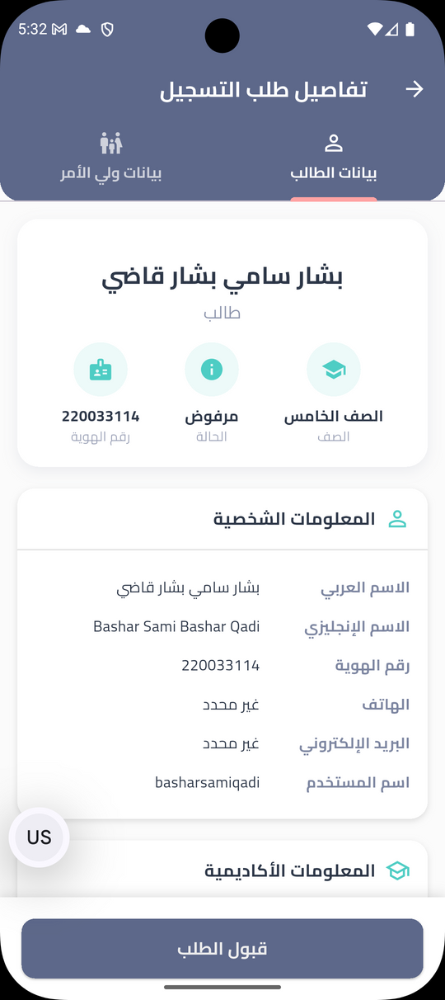 5:32
تفاصيل طلب التسجيل
بيانات الطالب
بيانات ولي الأمر
بشار سامي بشار قاضي
طالب
الصف الخامس
الصف
مرفوض
الحالة
220033114
رقم الهوية
المعلومات الشخصية
الاسم العربي بشار سامي بشار قاضي
الاسم الإنجليزي Bashar Sami Bashar Qadi
رقم الهوية 220033114
الهاتف غير محدد
البريد الإلكتروني غير محدد
اسم المستخدم basharsamiqadi
US
المعلومات الأكاديمية
قبول الطلب